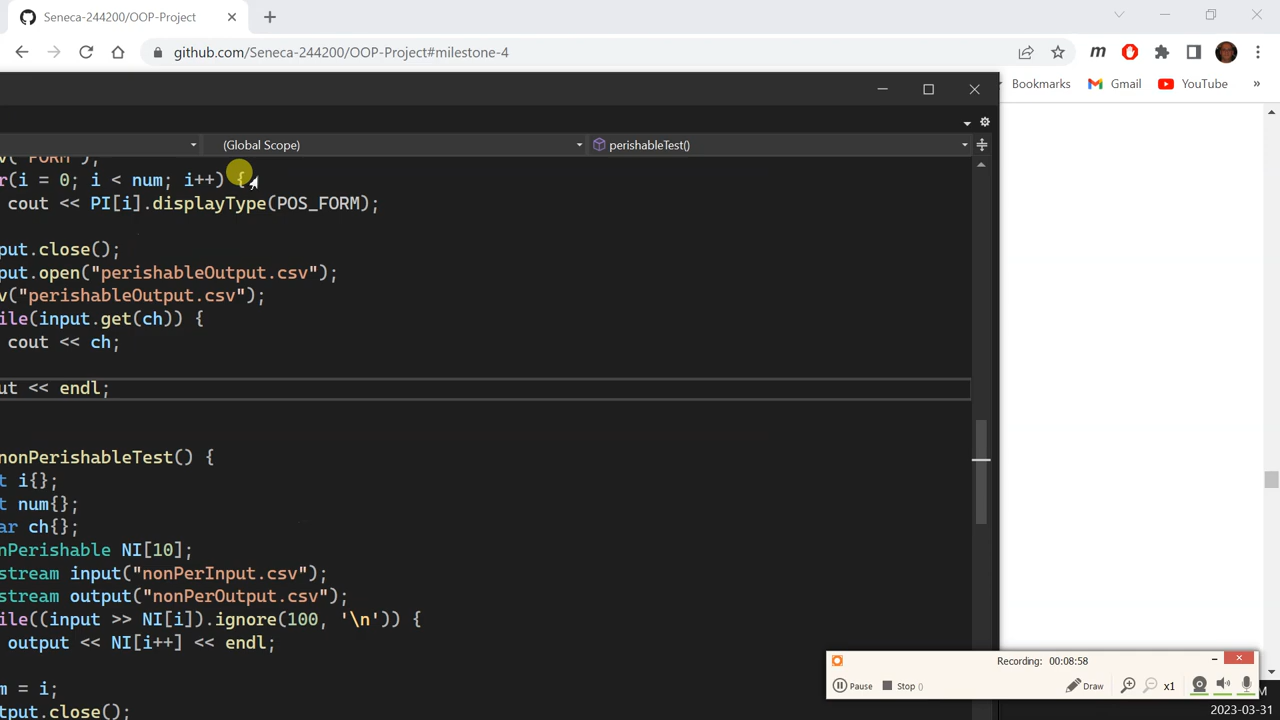 Seneca-244200/OOP-Project
github.com/Seneca-244200/OOP-Project#milestone-4
Bookmarks
Gmail
YouTube
»
(Global Scope)
perishableTest()
v("FORM");
r(i = 0; i < num; i++) {
cout << PI[i].displayType(POS_FORM);
put.close();
put.open("perishableOutput.csv");
v("perishableOutput.csv");
ile(input.get(ch)) {
cout << ch;
ut << endl;
nonPerishableTest() {
t i{};
t num{};
ar ch{};
nPerishable NI[10];
stream input("nonPerInput.csv");
stream output("nonPerOutput.csv");
ile((input >> NI[i]).ignore(100, '\n')) {
output << NI[i++] << endl;
m = i;
put.close();
Recording: 00:08:58
Pause
Stop ()
Draw
x1
M
2023-03-31